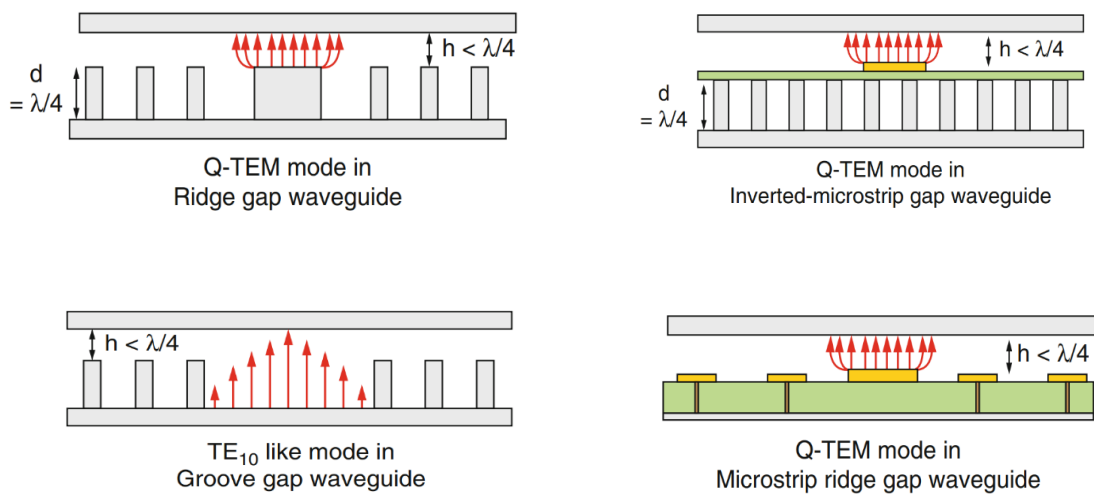 h < λ/4
d
= λ/4
Q-TEM mode in
Ridge gap waveguide
h < λ/4
d
= λ/4
Q-TEM mode in
Inverted-microstrip gap waveguide
h < λ/4
TE₁₀ like mode in
Groove gap waveguide
h < λ/4
Q-TEM mode in
Microstrip ridge gap waveguide